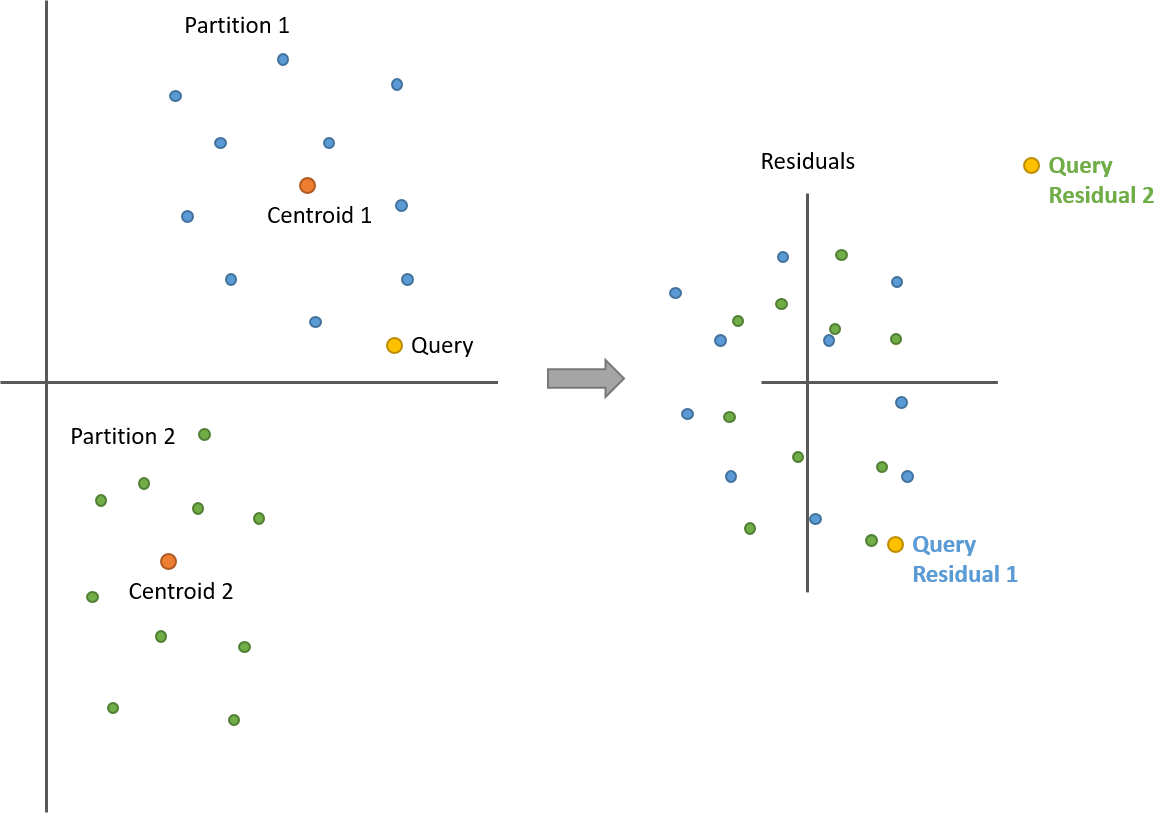 Partition 1
Centroid 1
Query
Partition 2
Centroid 2
Residuals
Query
Residual 2
Query
Residual 1